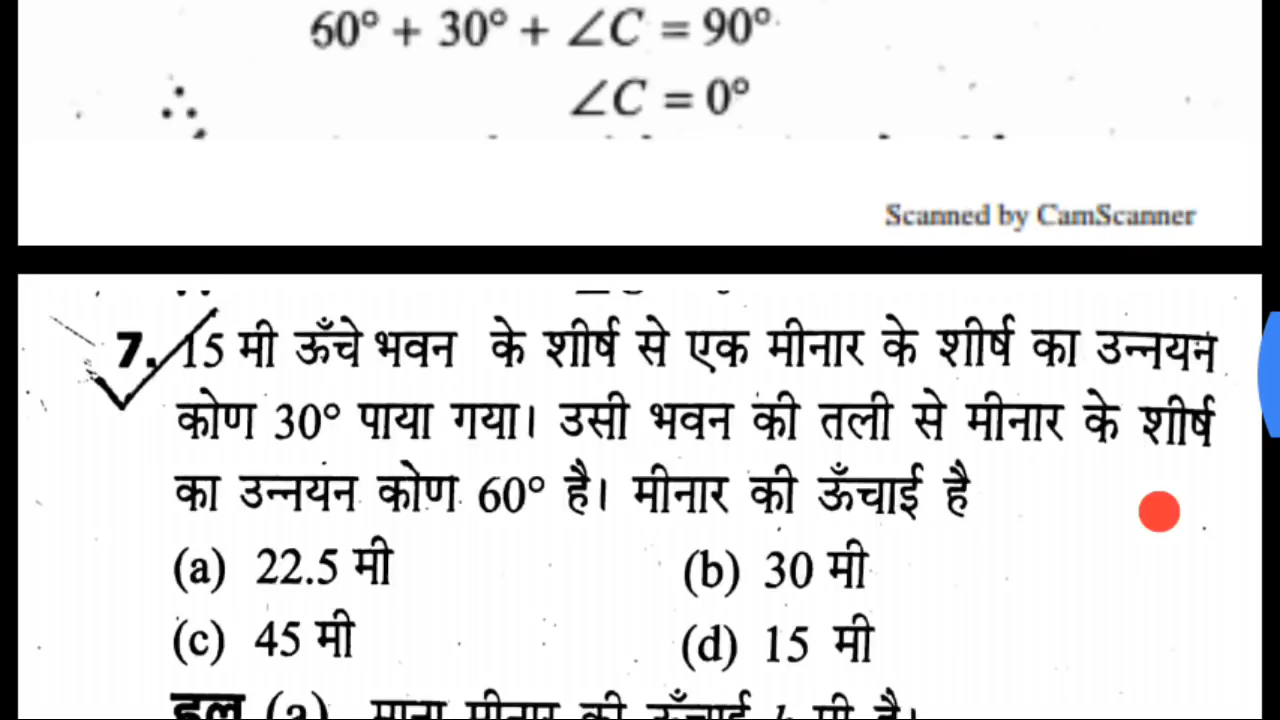 60° + 30° + ∠C = 90°
∴ ∠C = 0°
Scanned by CamScanner
7. 15 मी ऊँचे भवन के शीर्ष से एक मीनार के शीर्ष का उन्नयन
कोण 30° पाया गया। उसी भवन की तली से मीनार के शीर्ष
का उन्नयन कोण 60° है। मीनार की ऊँचाई है
(a) 22.5 मी (b) 30 मी
(c) 45 मी (d) 15 मी
हल (a) माना मीनार की ऊँचाई h मी है।